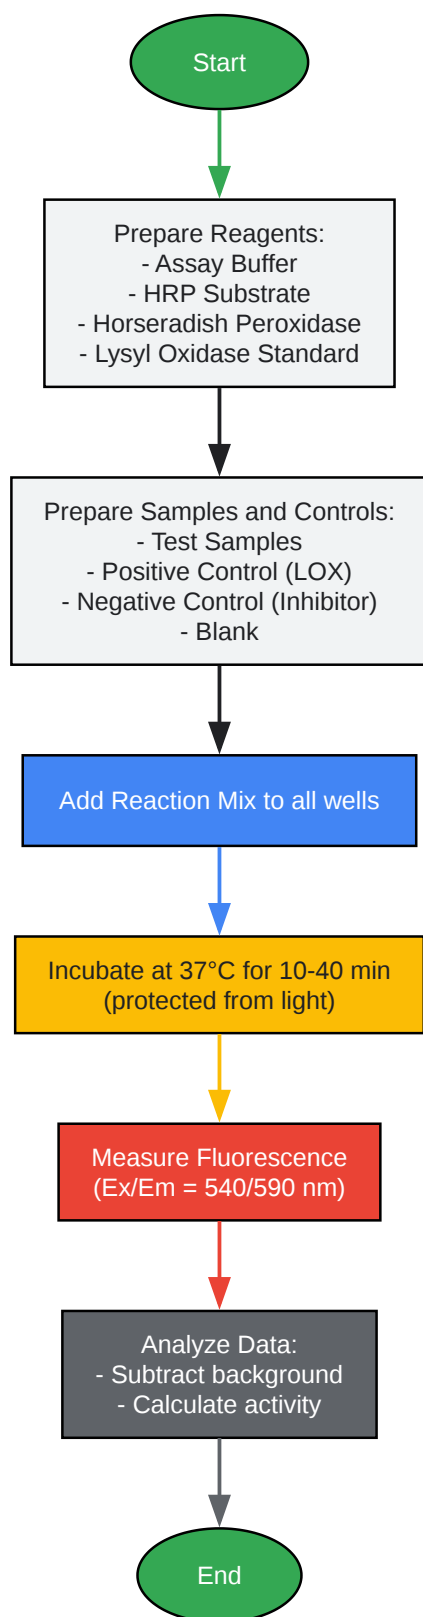 Start
Prepare Reagents:
- Assay Buffer
- HRP Substrate
- Horseradish Peroxidase
- Lysyl Oxidase Standard
Prepare Samples and Controls:
- Test Samples
- Positive Control (LOX)
- Negative Control (Inhibitor)
- Blank
Add Reaction Mix to all wells
Incubate at 37°C for 10-40 min
(protected from light)
Measure Fluorescence
(Ex/Em = 540/590 nm)
Analyze Data:
- Subtract background
- Calculate activity
End